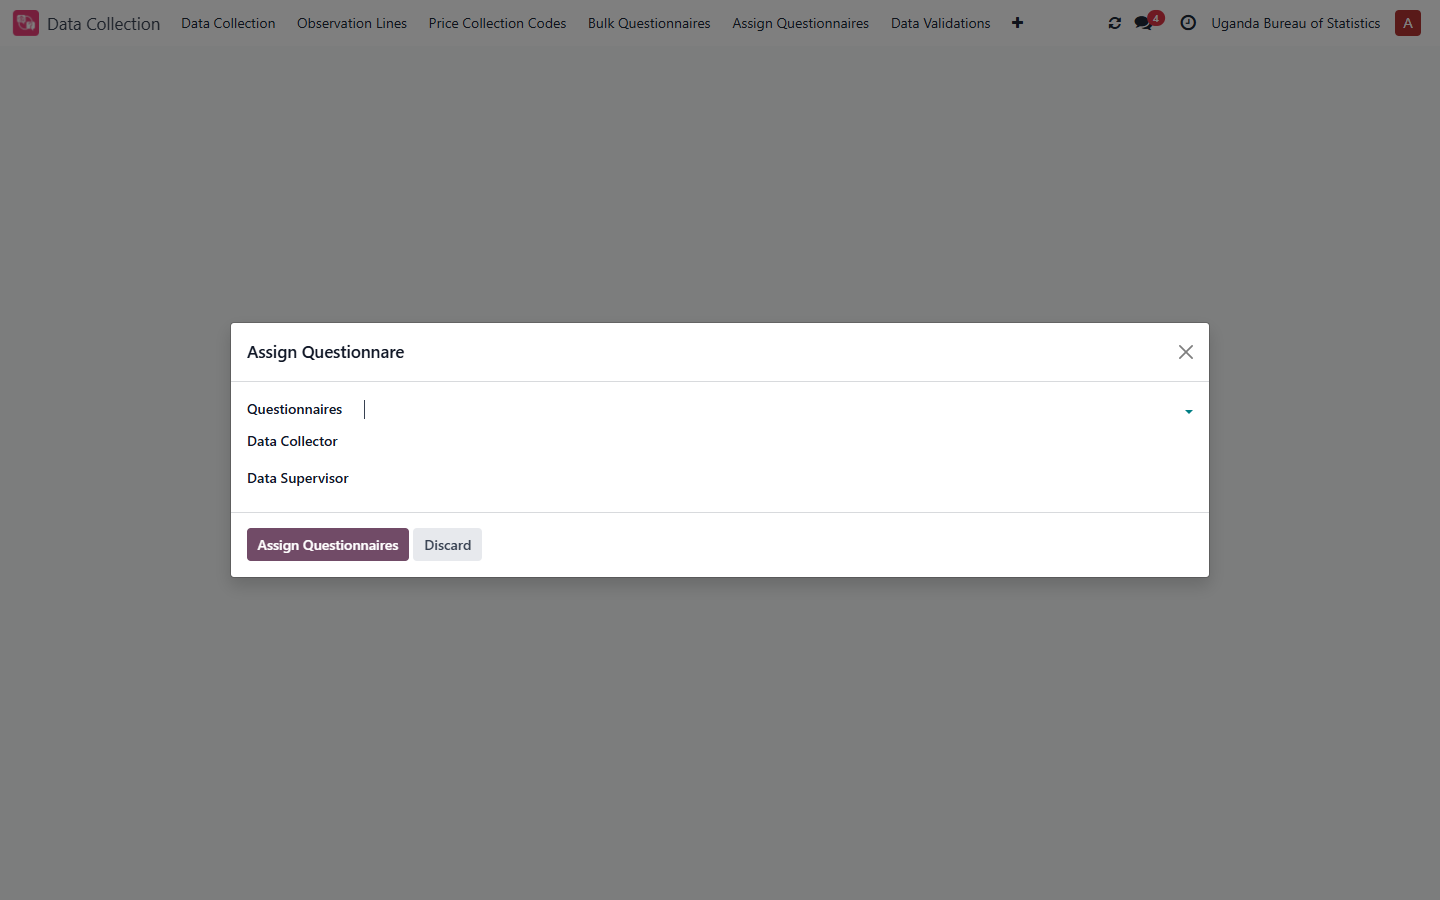 Data Collection Data Collection Observation Lines Price Collection Codes Bulk Questionnaires Assign Questionnaires Data Validations 4 Uganda Bureau of Statistics A
Assign Questionnare
Questionnaires
Data Collector
Data Supervisor
Assign Questionnaires Discard